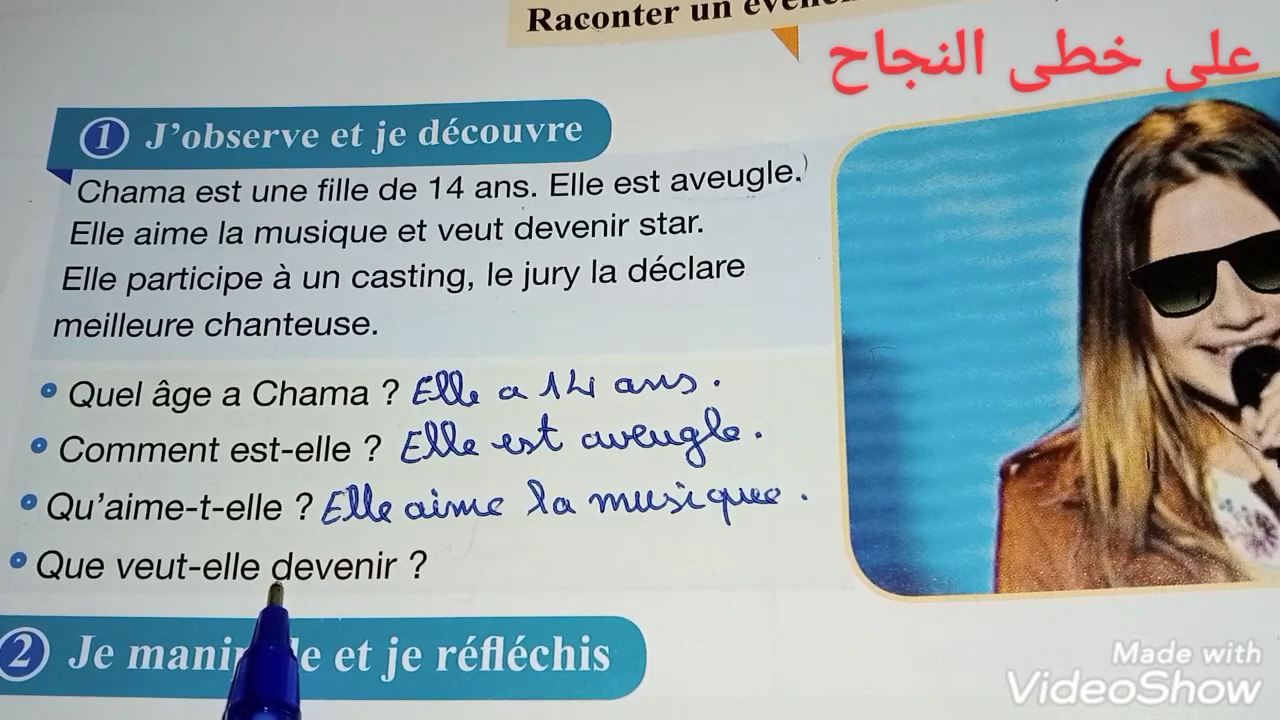 Raconter un
على خطى النجاح
1 J'observe et je découvre
Chama est une fille de 14 ans. Elle est aveugle.
Elle aime la musique et veut devenir star.
Elle participe à un casting, le jury la déclare
meilleure chanteuse.
Quel âge a Chama ? Elle a 14 ans.
Comment est-elle ? Elle est aveugle.
Qu'aime-t-elle ? Elle aime la musique.
Que veut-elle devenir ?
2 Je et je réfléchis
Made with
VideoShow